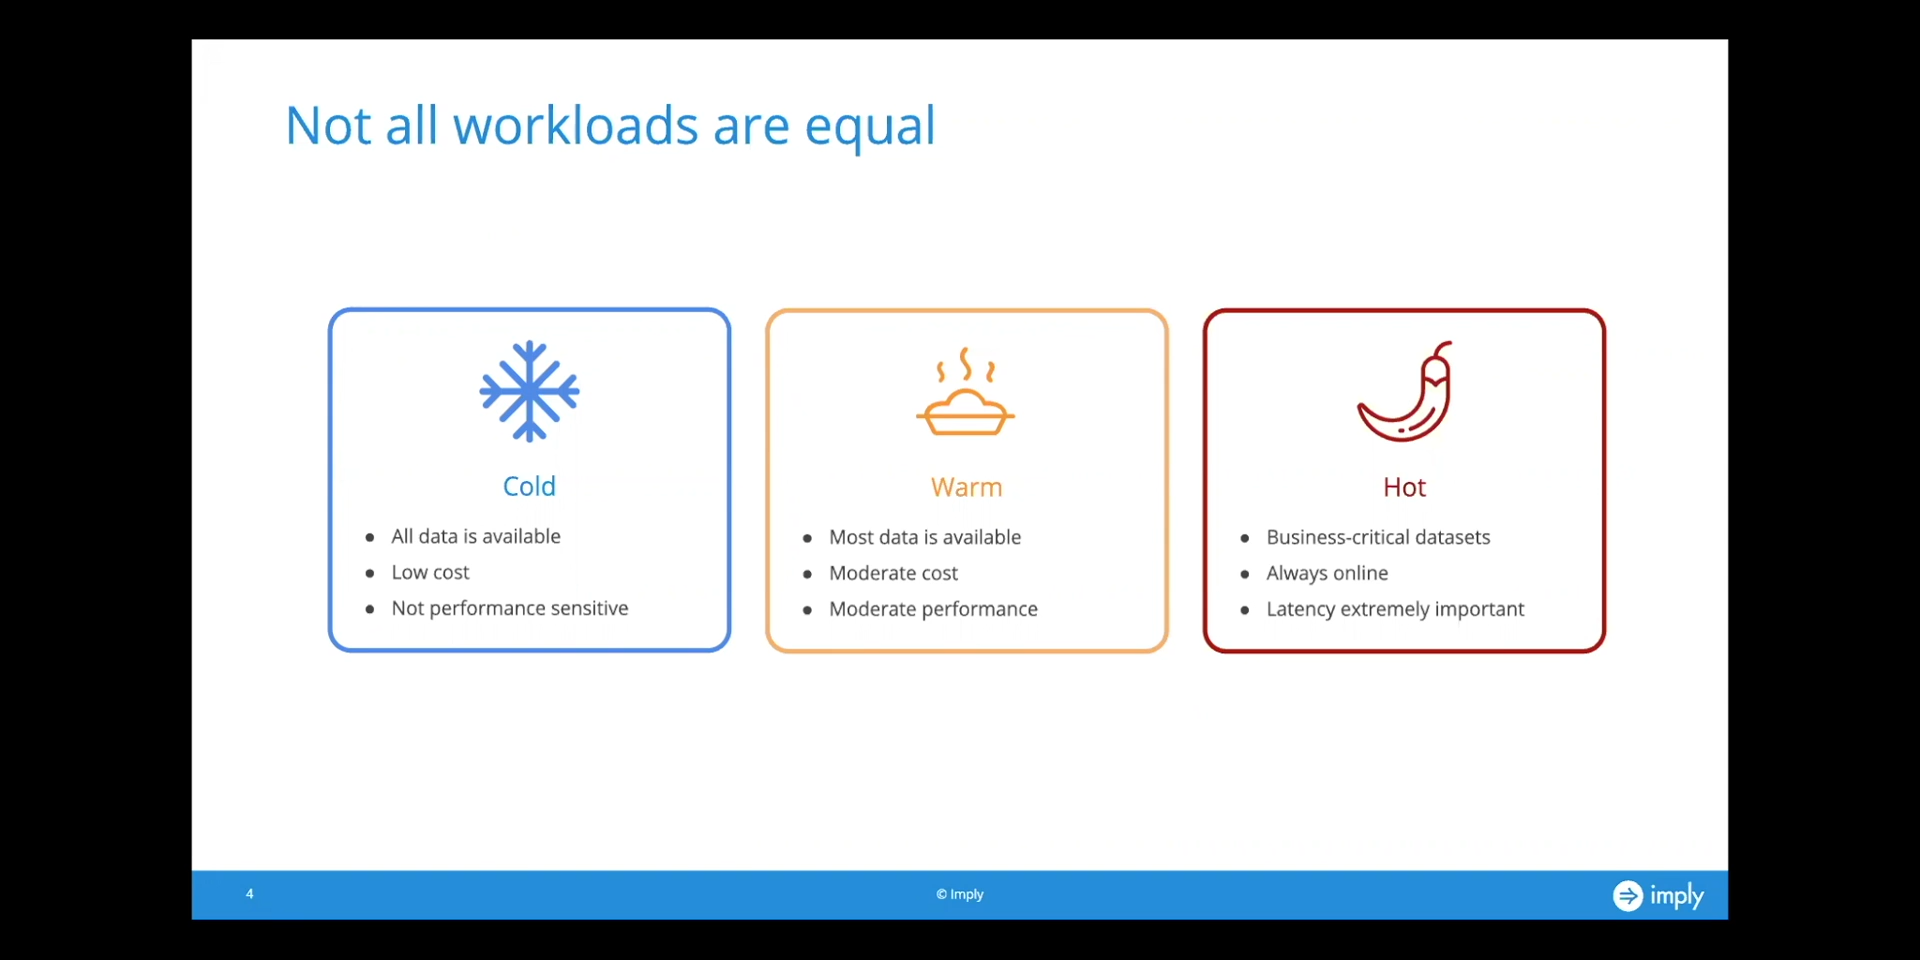 Not all workloads are equal
Cold
● All data is available
● Low cost
● Not performance sensitive
Warm
● Most data is available
● Moderate cost
● Moderate performance
Hot
● Business-critical datasets
● Always online
● Latency extremely important
4
© Imply
imply